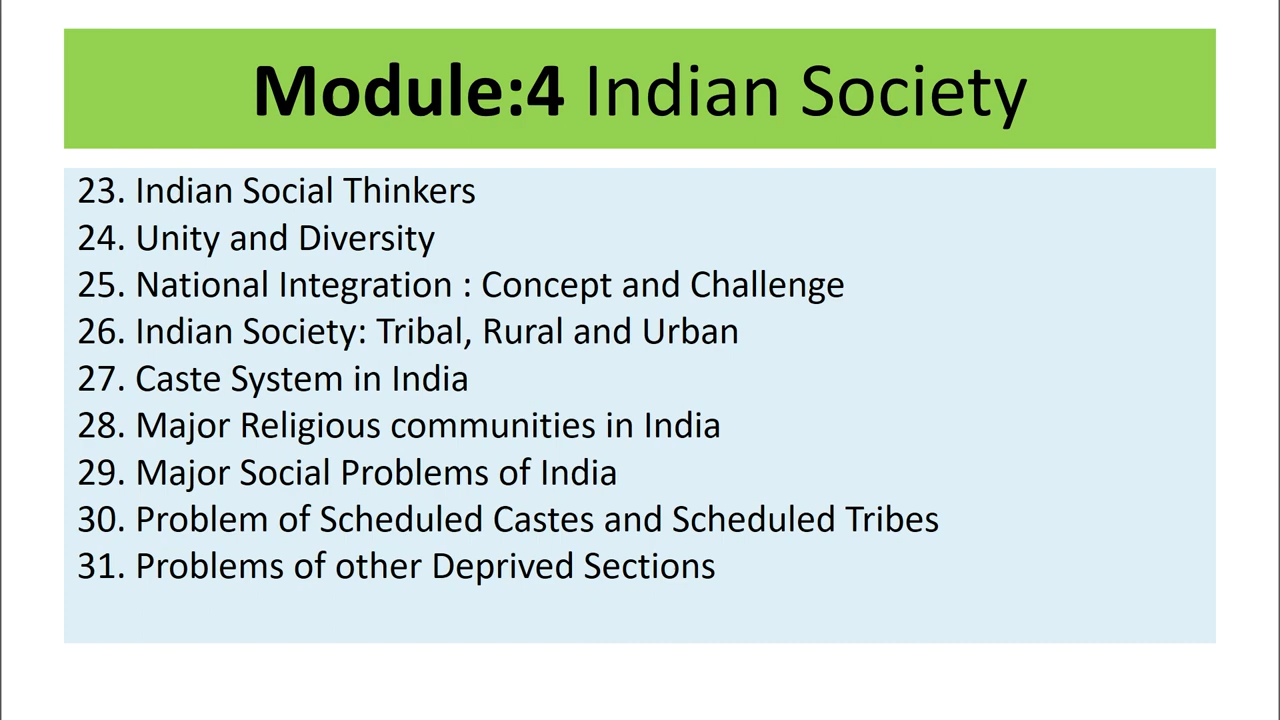 Module:4 Indian Society
23. Indian Social Thinkers
24. Unity and Diversity
25. National Integration : Concept and Challenge
26. Indian Society: Tribal, Rural and Urban
27. Caste System in India
28. Major Religious communities in India
29. Major Social Problems of India
30. Problem of Scheduled Castes and Scheduled Tribes
31. Problems of other Deprived Sections